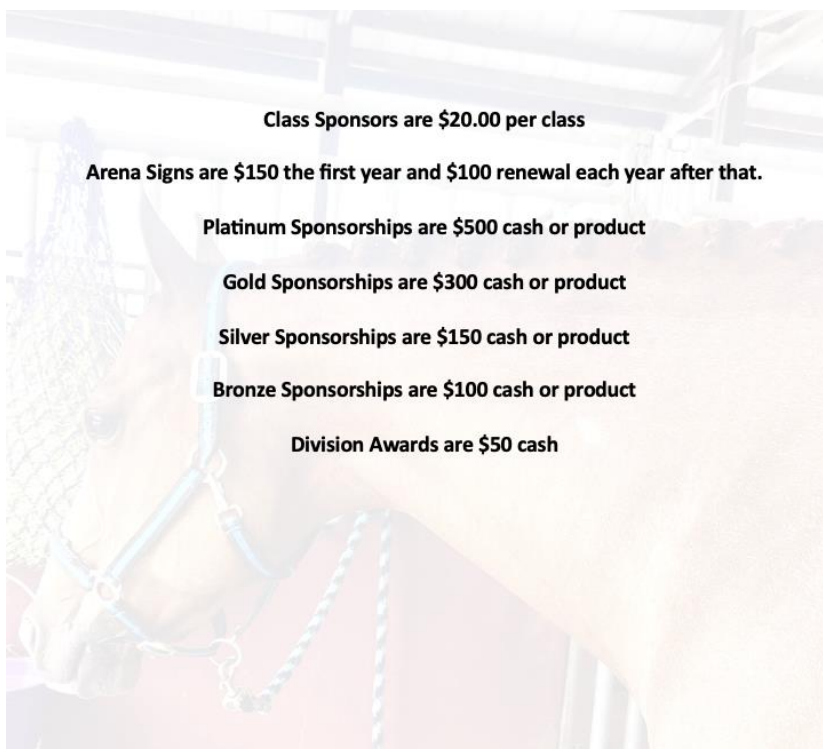 Class Sponsors are $20.00 per class
Arena Signs are $150 the first year and $100 renewal each year after that.
Platinum Sponsorships are $500 cash or product
Gold Sponsorships are $300 cash or product
Silver Sponsorships are $150 cash or product
Bronze Sponsorships are $100 cash or product
Division Awards are $50 cash